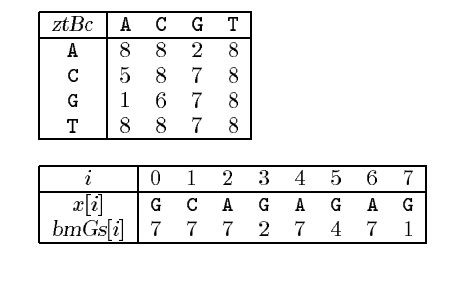 ztBc A C G T
A 8 8 2 8
C 5 8 7 8
G 1 6 7 8
T 8 8 7 8
i 0 1 2 3 4 5 6 7
x[i] G C A G A G A G
bmGs[i] 7 7 7 2 7 4 7 1